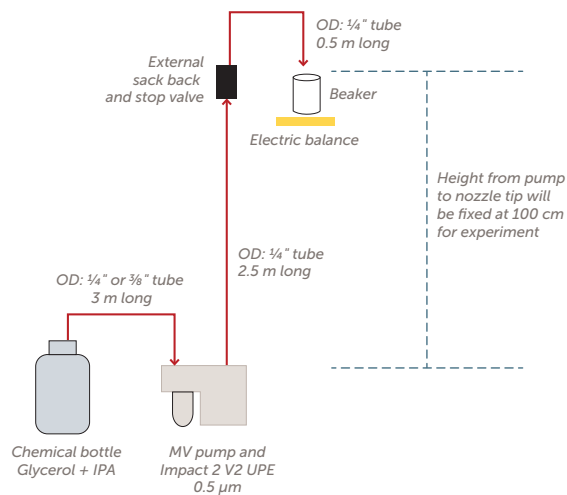 OD: ¼" tube
0.5 m long
External
sack back
and stop valve
Beaker
Electric balance
Height from pump
to nozzle tip will
be fixed at 100 cm
for experiment
OD: ¼" tube
2.5 m long
OD: ¼" or ⅜" tube
3 m long
Chemical bottle
Glycerol + IPA
MV pump and
Impact 2 V2 UPE
0.5 µm